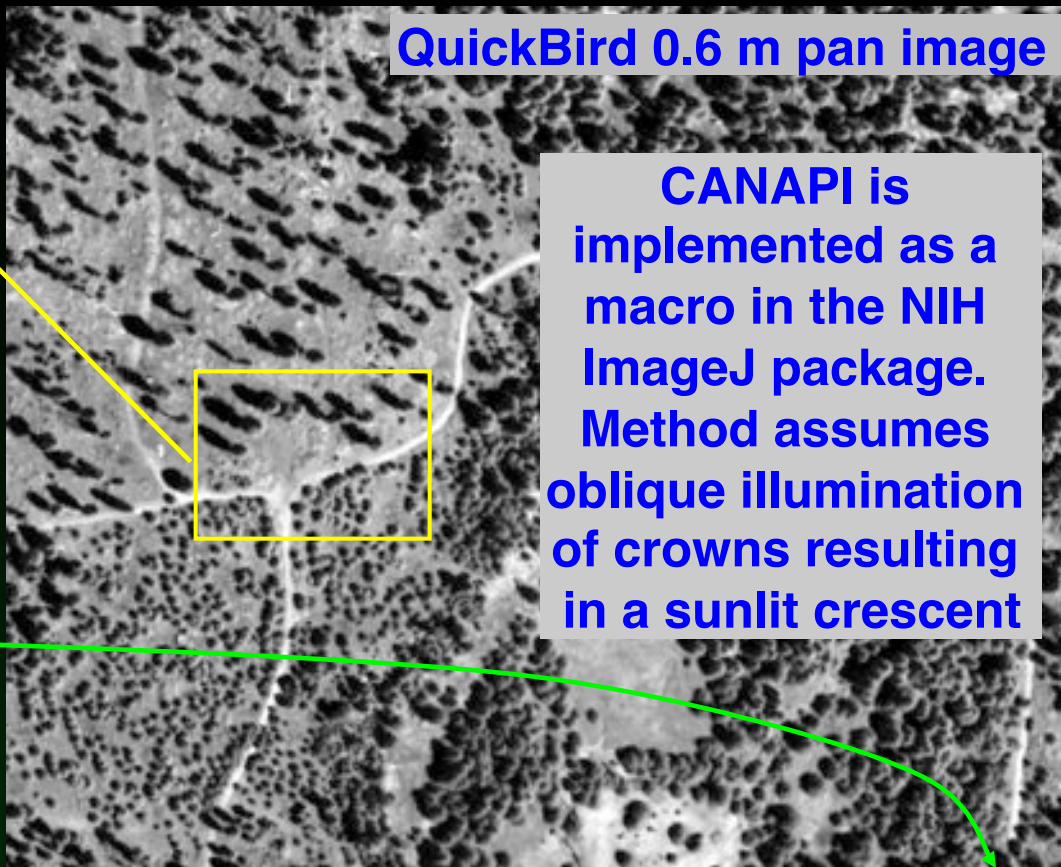 QuickBird 0.6 m pan image
CANAPI is
implemented as a
macro in the NIH
ImageJ package.
Method assumes
oblique illumination
of crowns resulting
in a sunlit crescent